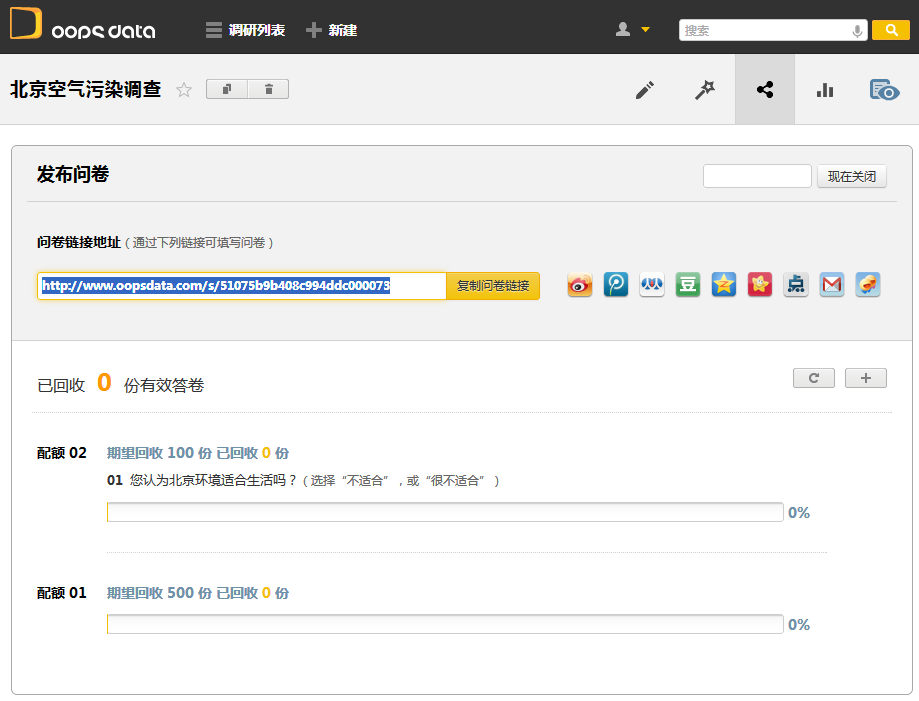 oops data
调研列表
新建
搜索
北京空气污染调查
发布问卷
现在关闭
问卷链接地址（通过下列链接可填写问卷）
http://www.oopsdata.com/s/51075b9b408c994ddc000073
复制问卷链接
豆
已回收 0 份有效答卷
配额 02 期望回收 100 份 已回收 0 份
01 您认为北京环境适合生活吗？（选择“不适合”，或“很不适合”）
0%
配额 01 期望回收 500 份 已回收 0 份
0%